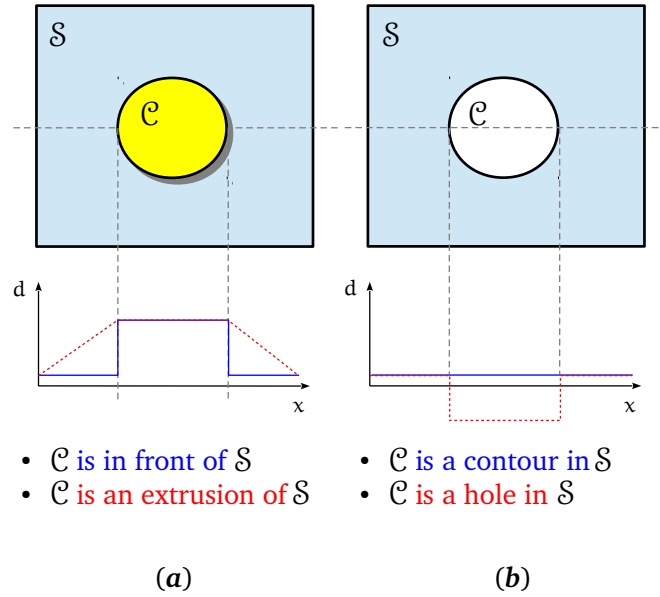 𝒮
𝒞
d
x
• 𝒞 is in front of 𝒮
• 𝒞 is an extrusion of 𝒮
(a)
𝒮
𝒞
d
x
• 𝒞 is a contour in 𝒮
• 𝒞 is a hole in 𝒮
(b)